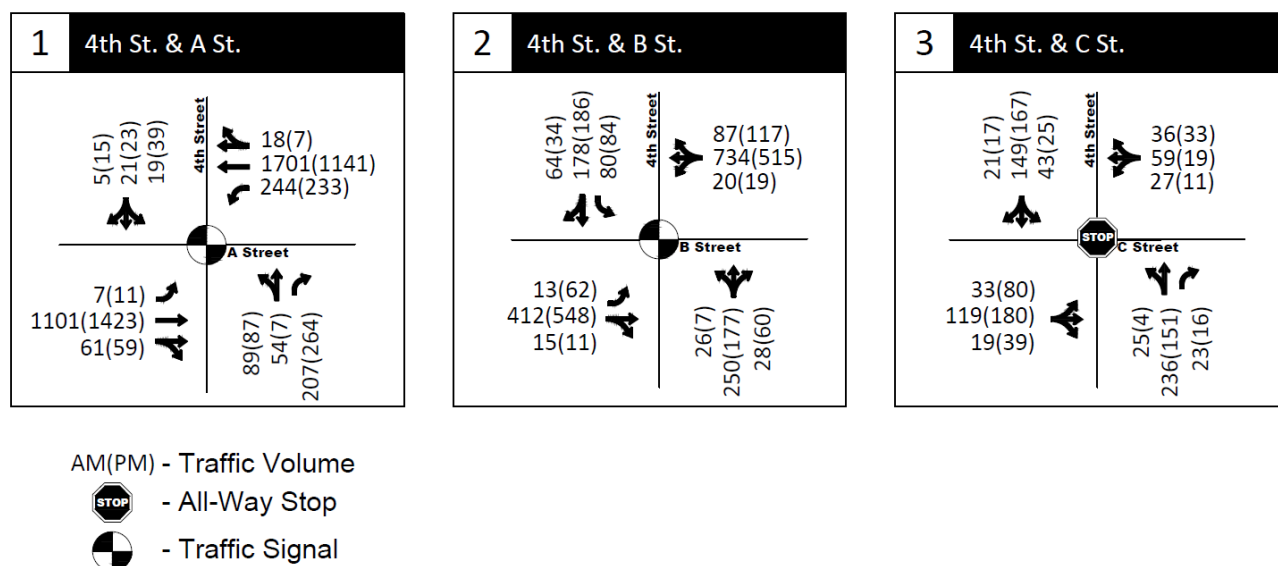 1 4th St. & A St.
5(15)
21(23)
19(39)
4th Street
18(7)
1701(1141)
244(233)
A Street
7(11)
1101(1423)
61(59)
89(87)
54(7)
207(264)
2 4th St. & B St.
64(34)
178(186)
80(84)
4th Street
87(117)
734(515)
20(19)
B Street
13(62)
412(548)
15(11)
26(7)
250(177)
28(60)
3 4th St. & C St.
21(17)
149(167)
43(25)
4th Street
36(33)
59(19)
27(11)
STOP
C Street
33(80)
119(180)
19(39)
25(4)
236(151)
23(16)
AM(PM) - Traffic Volume
STOP - All-Way Stop
- Traffic Signal